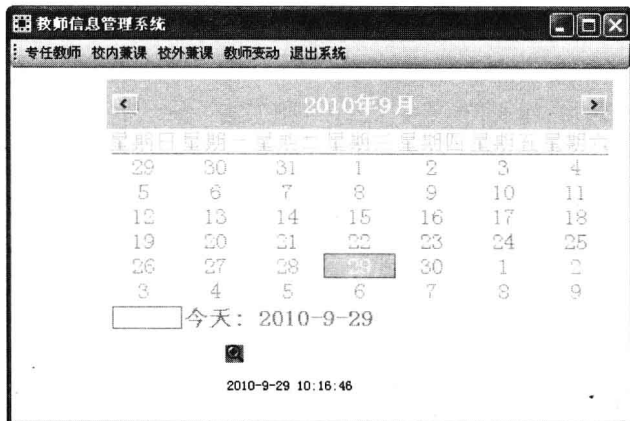 教师信息管理系统
专任教师 校内兼课 校外兼课 教师变动 退出系统
2010年9月
星期日 星期一 星期二 星期三 星期四 星期五 星期六
29 30 31 1 2 3 4
5 6 7 8 9 10 11
12 13 14 15 16 17 18
19 20 21 22 23 24 25
26 27 28 29 30 1 2
3 4 5 6 7 8 9
今天: 2010-9-29
2010-9-29 10:16:46